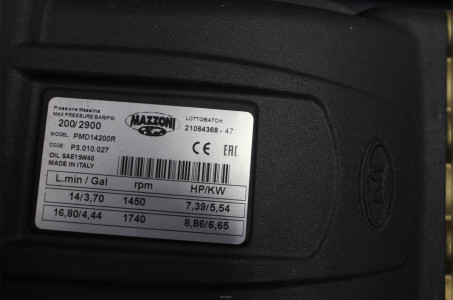 Pressione Massima
MAX PRESSURE BAR/PSI
200/2900
MODEL: PMD14200R
CODE: P3.010.027
OIL SAE15W40
MADE IN ITALY
MAZZONI
LOTTO/BATCH
21064368 - 47
CE EAC
L.min / Gal rpm HP/KW
14/3,70 1450 7,39/5,54
16,80/4,44 1740 8,86/6,65